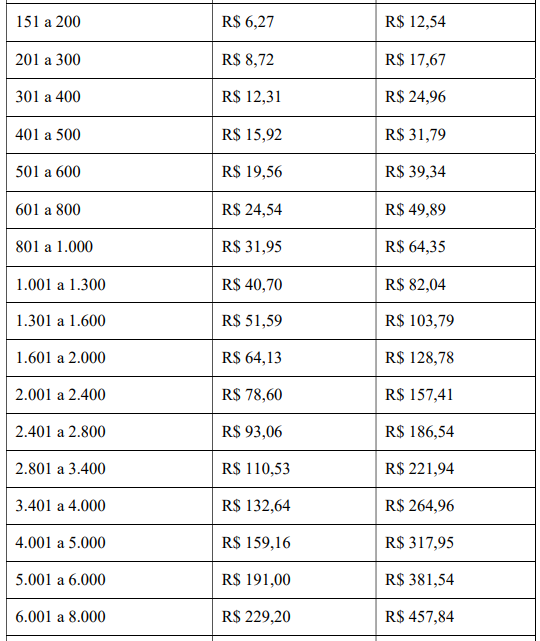 151 a 200 R$ 6,27 R$ 12,54
201 a 300 R$ 8,72 R$ 17,67
301 a 400 R$ 12,31 R$ 24,96
401 a 500 R$ 15,92 R$ 31,79
501 a 600 R$ 19,56 R$ 39,34
601 a 800 R$ 24,54 R$ 49,89
801 a 1.000 R$ 31,95 R$ 64,35
1.001 a 1.300 R$ 40,70 R$ 82,04
1.301 a 1.600 R$ 51,59 R$ 103,79
1.601 a 2.000 R$ 64,13 R$ 128,78
2.001 a 2.400 R$ 78,60 R$ 157,41
2.401 a 2.800 R$ 93,06 R$ 186,54
2.801 a 3.400 R$ 110,53 R$ 221,94
3.401 a 4.000 R$ 132,64 R$ 264,96
4.001 a 5.000 R$ 159,16 R$ 317,95
5.001 a 6.000 R$ 191,00 R$ 381,54
6.001 a 8.000 R$ 229,20 R$ 457,84